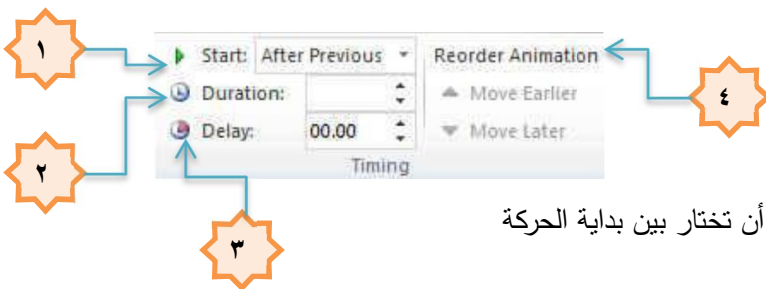 ١
Start: After Previous
Reorder Animation
Duration:
Move Earlier
٤
Delay: 00.00
Move Later
٢
Timing
أن تختار بين بداية الحركة
٣